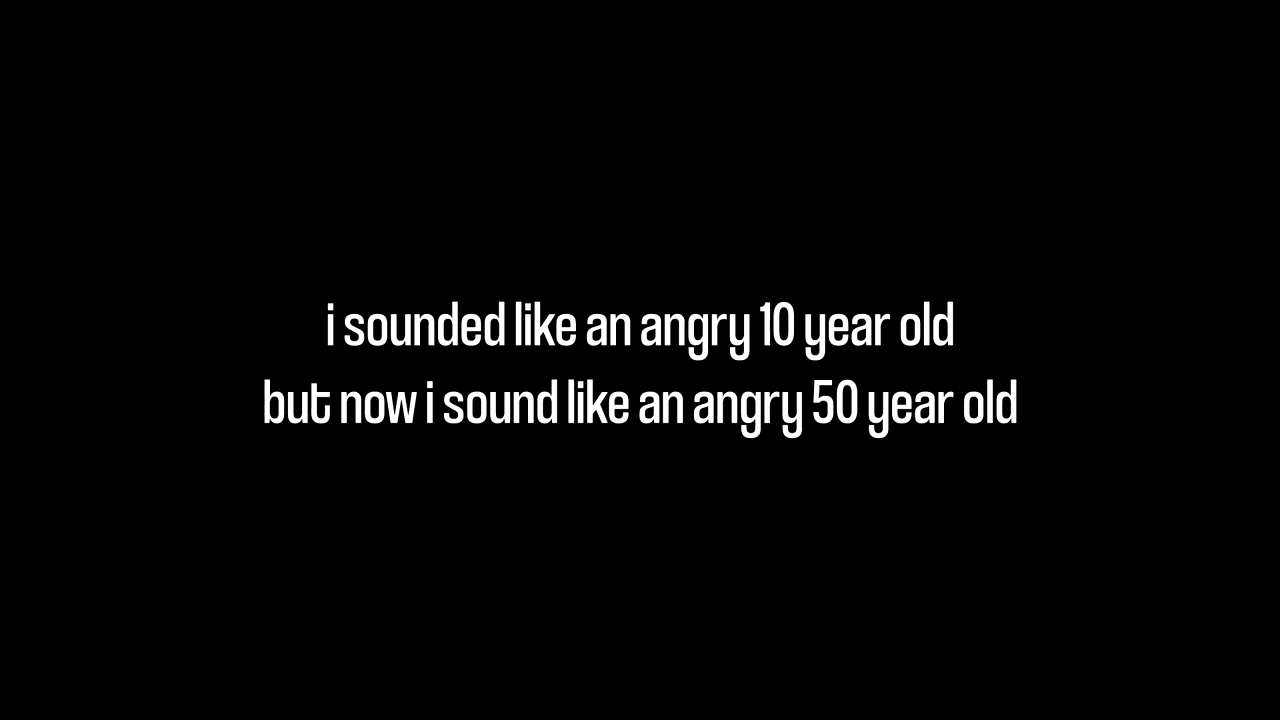 i sounded like an angry 10 year old
but now i sound like an angry 50 year old